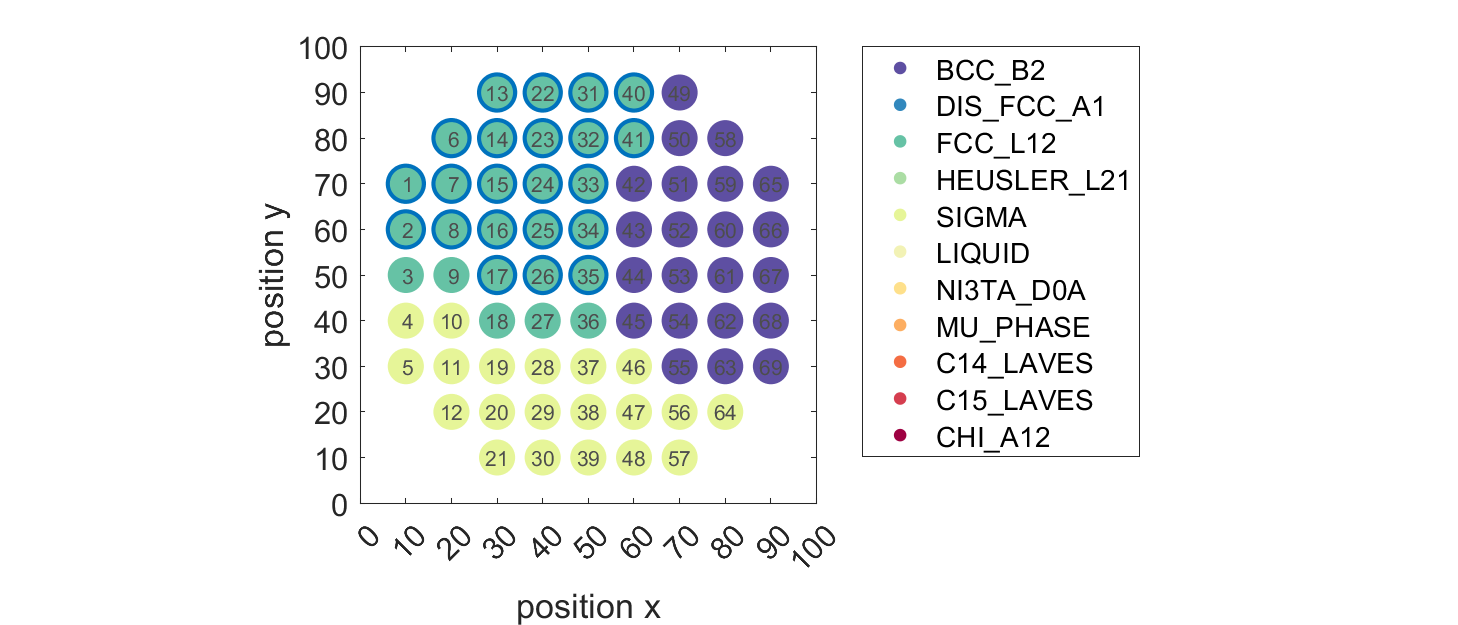 100
90
80
70
60
50
40
30
20
10
0
position y
13 22 31 40 49
6 14 23 32 41 50 58
1 7 15 24 33 42 51 59 65
2 8 16 25 34 43 52 60 66
3 9 17 26 35 44 53 61 67
4 10 18 27 36 45 54 62 68
5 11 19 28 37 46 55 63 69
12 20 29 38 47 56 64
21 30 39 48 57
0 10 20 30 40 50 60 70 80 90 100
position x
BCC_B2
DIS_FCC_A1
FCC_L12
HEUSLER_L21
SIGMA
LIQUID
NI3TA_D0A
MU_PHASE
C14_LAVES
C15_LAVES
CHI_A12